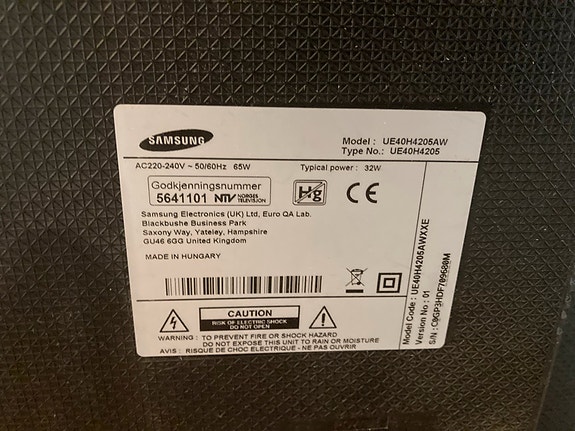 SAMSUNG
Model : UE40H4205AW
Type No.: UE40H4205
AC220-240V ~ 50/60Hz 65W
Typical power : 32W
Godkjenningsnummer
5641101 NTV NORGES TELEVISJON
Hg
CE
Samsung Electronics (UK) Ltd, Euro QA Lab.
Blackbushe Business Park
Saxony Way, Yateley, Hampshire
GU46 6GG United Kingdom
MADE IN HUNGARY
CAUTION
RISK OF ELECTRIC SHOCK
DO NOT OPEN
WARNING : TO PREVENT FIRE OR SHOCK HAZARD
DO NOT EXPOSE THIS UNIT TO RAIN OR MOISTURE
AVIS : RISQUE DE CHOC ELECTRIQUE - NE PAS OUVRIR
Model Code : UE40H4205AWXXE
Version No : 01
S/N : C0GP3HDF709680M